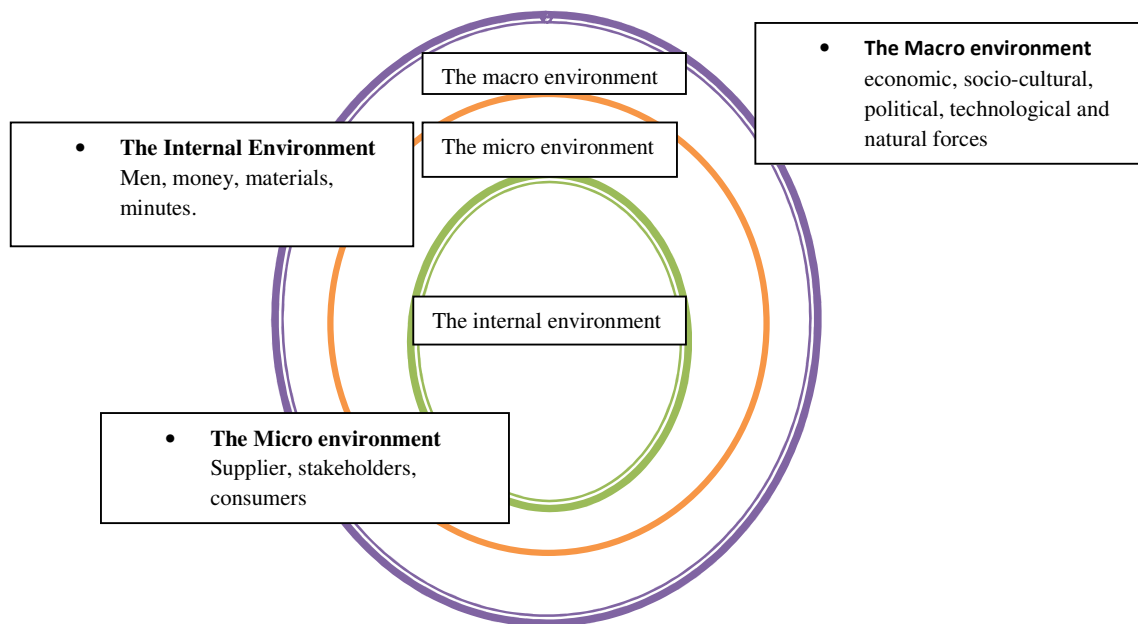 The macro environment
• The Macro environment
economic, socio-cultural,
political, technological and
natural forces
• The Internal Environment
Men, money, materials,
minutes.
The micro environment
The internal environment
• The Micro environment
Supplier, stakeholders,
consumers